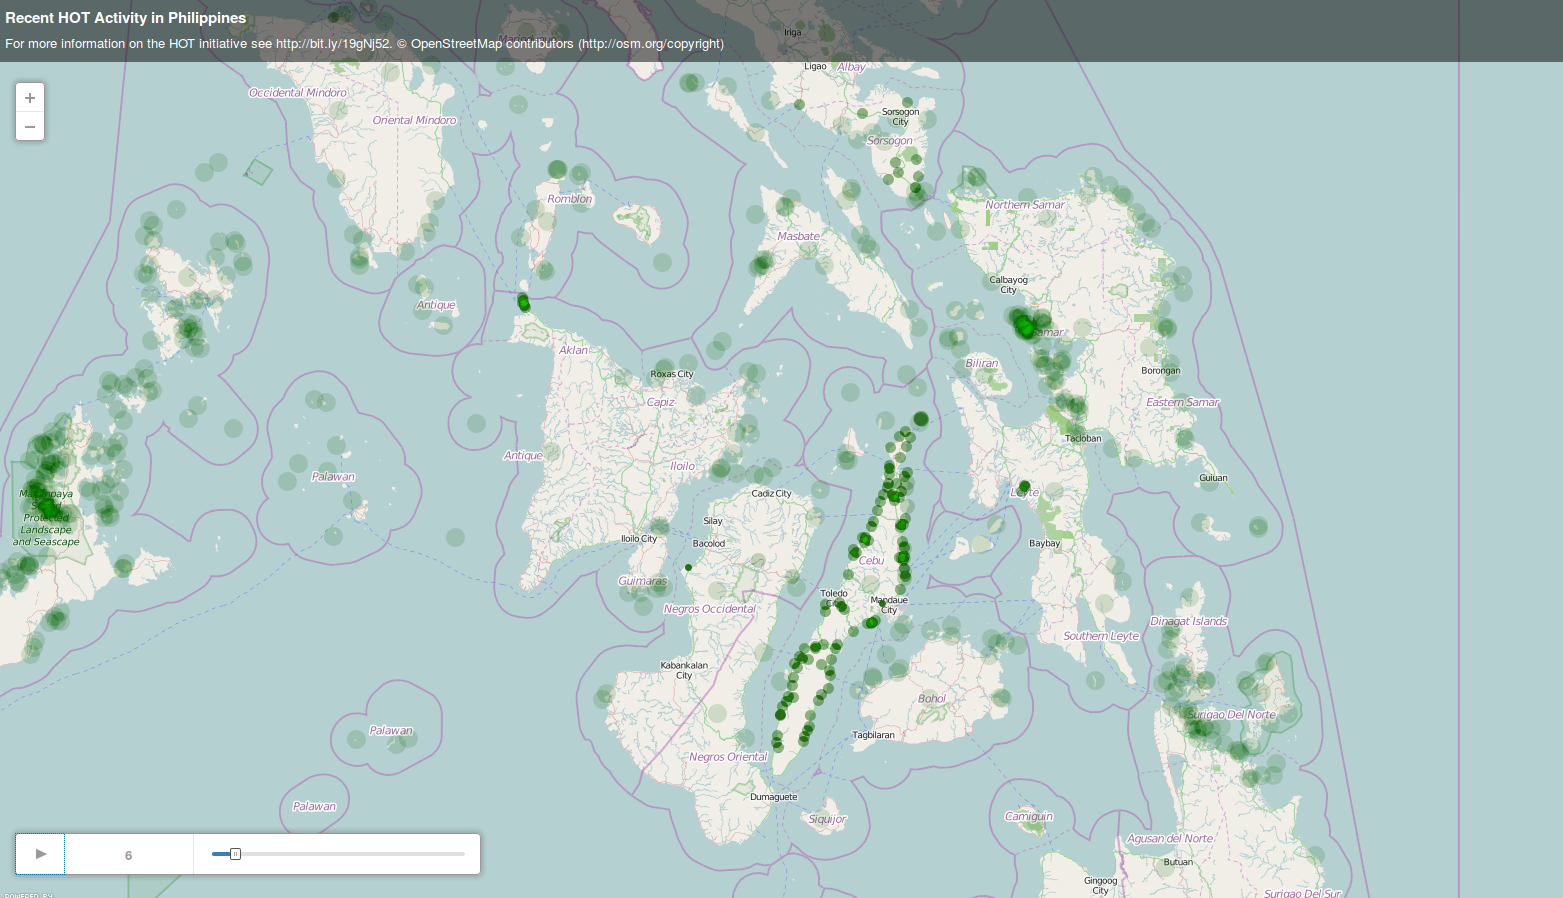 Recent HOT Activity in Philippines
For more information on the HOT initiative see http://bit.ly/19gNj52. © OpenStreetMap contributors (http://osm.org/copyright)
Iriga
Ligao
Albay
+
−
Occidental Mindoro
Oriental Mindoro
Sorsogon
City
Sorsogon
Romblon
Northern Samar
Masbate
Calbayog
City
Antique
Samar
Aklan
Biliran
Roxas City
Borongan
Capiz
Eastern Samar
Tacloban
Antique
Iloilo
Palawan
Guiuan
Cadiz City
Leyte
Malampaya
Sound
Protected
Landscape
and Seascape
Silay
Iloilo City
Bacolod
Baybay
Cebu
Guimaras
Toledo
City
Mandaue
City
Negros Occidental
Dinagat Islands
Southern Leyte
Kabankalan
City
Bohol
Surigao Del Norte
Palawan
Tagbilaran
Negros Oriental
Dumaguete
Palawan
Siquijor
Camiguin
Agusan del Norte
6
Butuan
Gingoog
City
Surigao Del Sur
POWERED BY